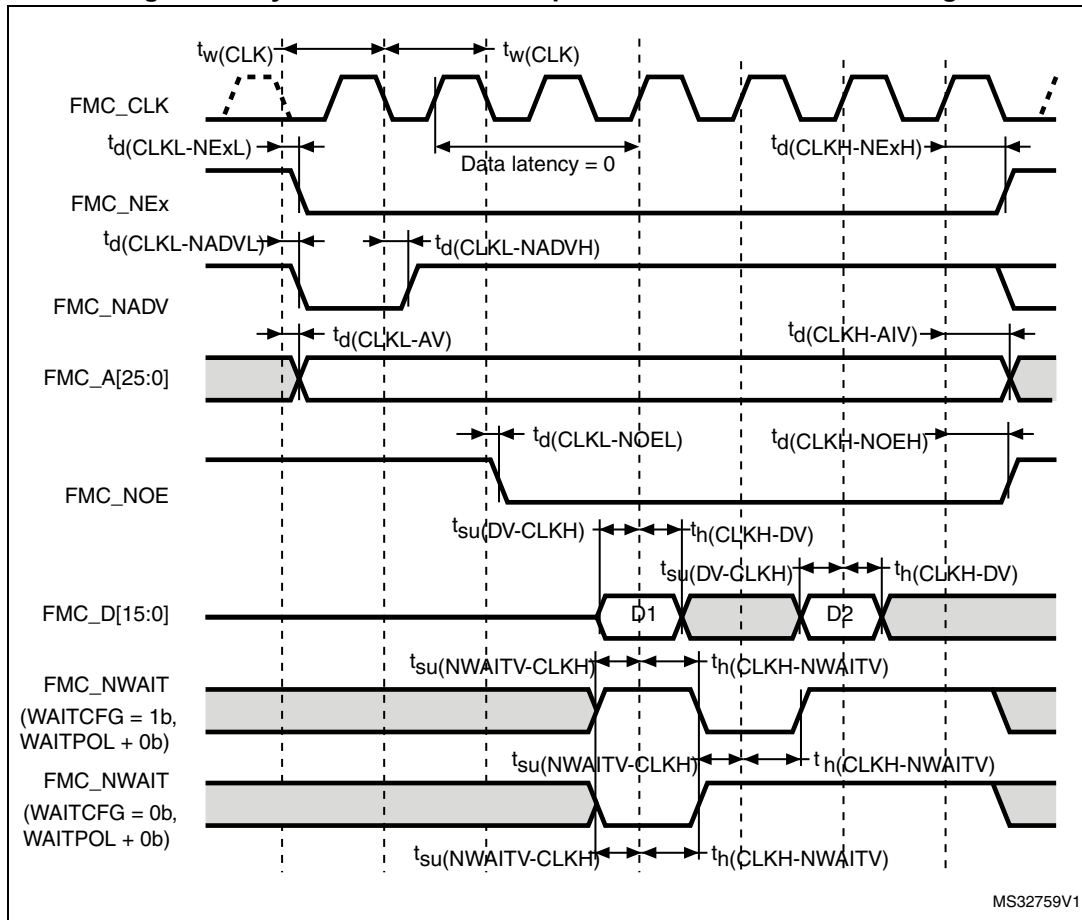 tw(CLK) tw(CLK)
FMC_CLK
Data latency = 0
td(CLKL-NExL) td(CLKH-NExH)
FMC_NEx
td(CLKL-NADVL) td(CLKL-NADVH)
FMC_NADV
td(CLKL-AV) td(CLKH-AIV)
FMC_A[25:0]
td(CLKL-NOEL) td(CLKH-NOEH)
FMC_NOE
tsu(DV-CLKH) th(CLKH-DV)
tsu(DV-CLKH) th(CLKH-DV)
FMC_D[15:0] D1 D2
tsu(NWAITV-CLKH) th(CLKH-NWAITV)
FMC_NWAIT
(WAITCFG = 1b,
WAITPOL + 0b)
tsu(NWAITV-CLKH) th(CLKH-NWAITV)
FMC_NWAIT
(WAITCFG = 0b,
WAITPOL + 0b)
tsu(NWAITV-CLKH) th(CLKH-NWAITV)
MS32759V1